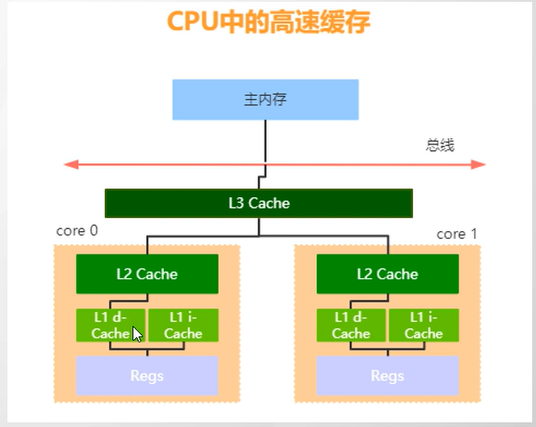 CPU中的高速缓存
主内存
总线
L3 Cache
core 0
core 1
L2 Cache
L2 Cache
L1 d-
Cache
L1 i-
Cache
L1 d-
Cache
L1 i-
Cache
Regs
Regs